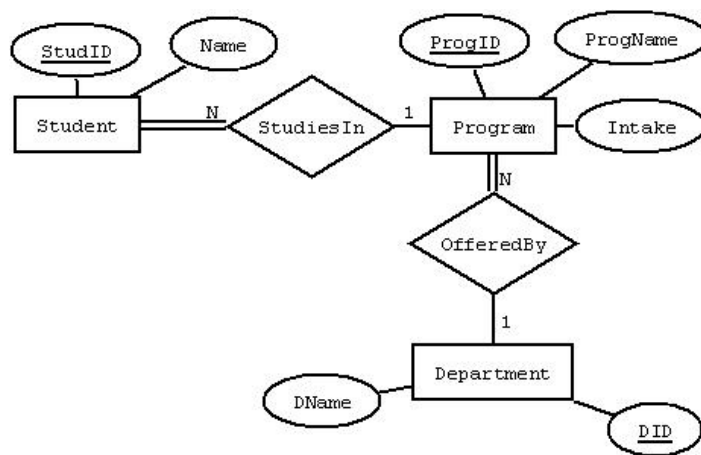 StudID
Name
ProgID
ProgName
Student
N
StudiesIn
1
Program
Intake
N
OfferedBy
1
Department
DName
DID